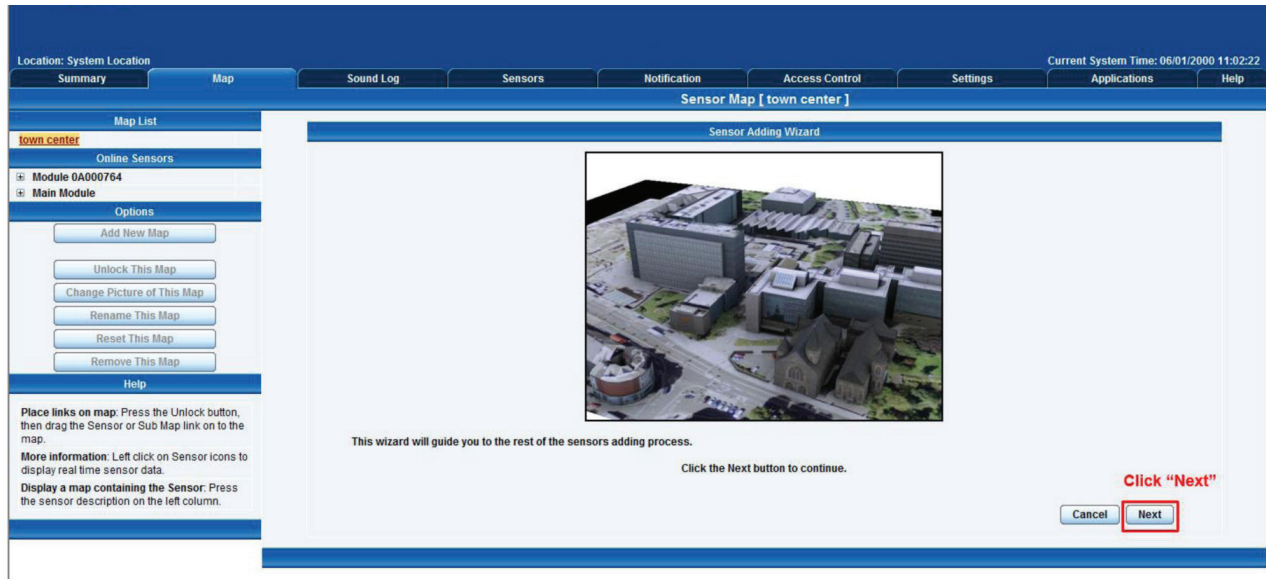 Location: System Location
Current System Time: 06/01/2000 11:02:22
Summary
Map
Sound Log
Sensors
Notification
Access Control
Settings
Applications
Help
Sensor Map [ town center ]
Map List
town center
Online Sensors
Module 0A000764
Main Module
Options
Add New Map
Unlock This Map
Change Picture of This Map
Rename This Map
Reset This Map
Remove This Map
Help
Place links on map: Press the Unlock button,
then drag the Sensor or Sub Map link on to the
map.
More information: Left click on Sensor icons to
display real time sensor data.
Display a map containing the Sensor: Press
the sensor description on the left column.
Sensor Adding Wizard
This wizard will guide you to the rest of the sensors adding process.
Click the Next button to continue.
Click “Next”
Cancel
Next